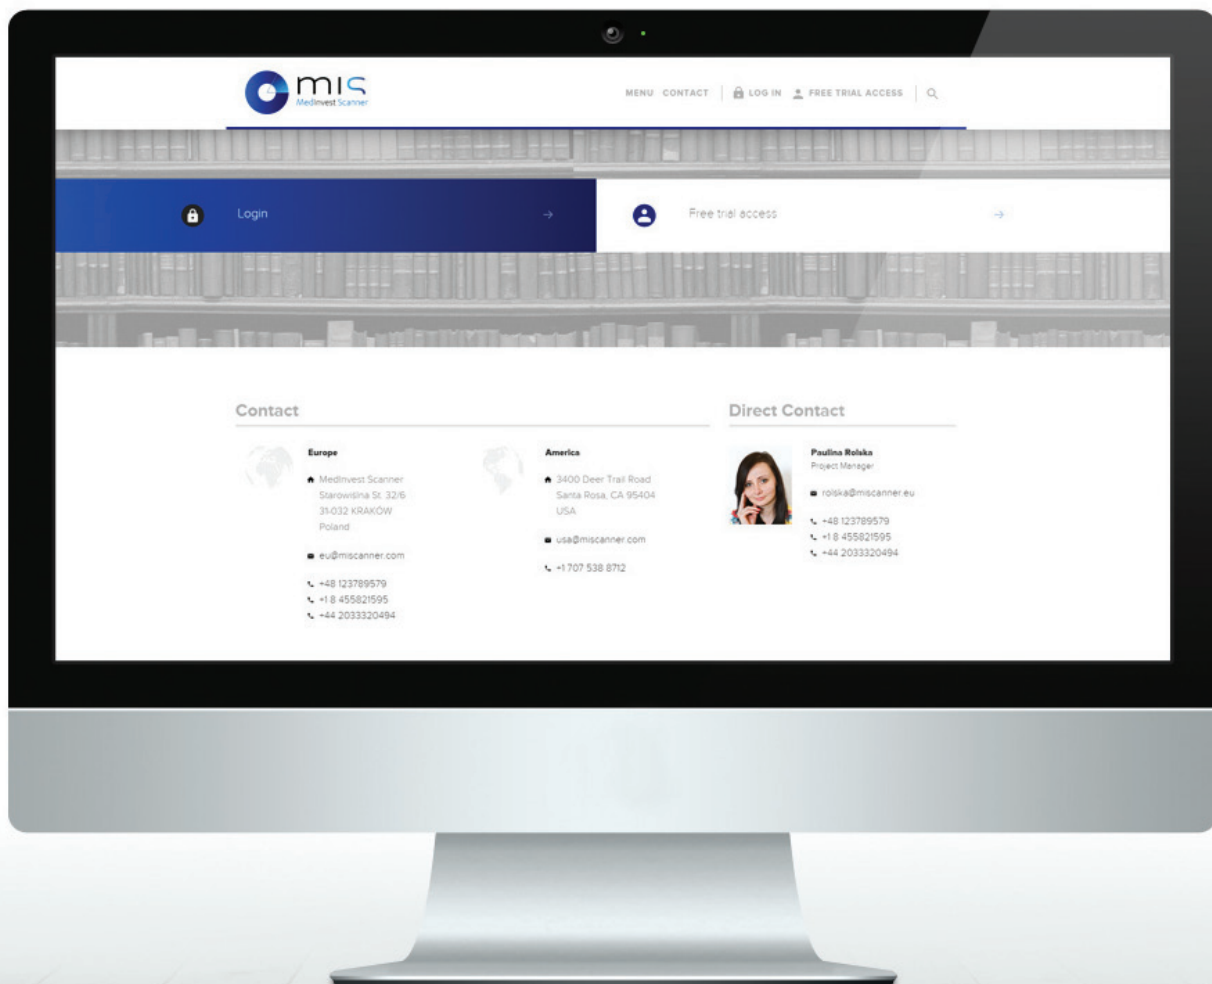 mis
MedInvest Scanner
MENU CONTACT LOG IN FREE TRIAL ACCESS
Login
Free trial access
Contact
Europe
MedInvest Scanner
Starowiślna St. 32/6
31-032 KRAKÓW
Poland
eu@miscanner.com
+48 123789579
+1 8 455821595
+44 2033320494
America
3400 Deer Trail Road
Santa Rosa, CA 95404
USA
usa@miscanner.com
+1 707 538 8712
Direct Contact
Paulina Rolska
Project Manager
rolska@miscanner.eu
+48 123789579
+1 8 455821595
+44 2033320494